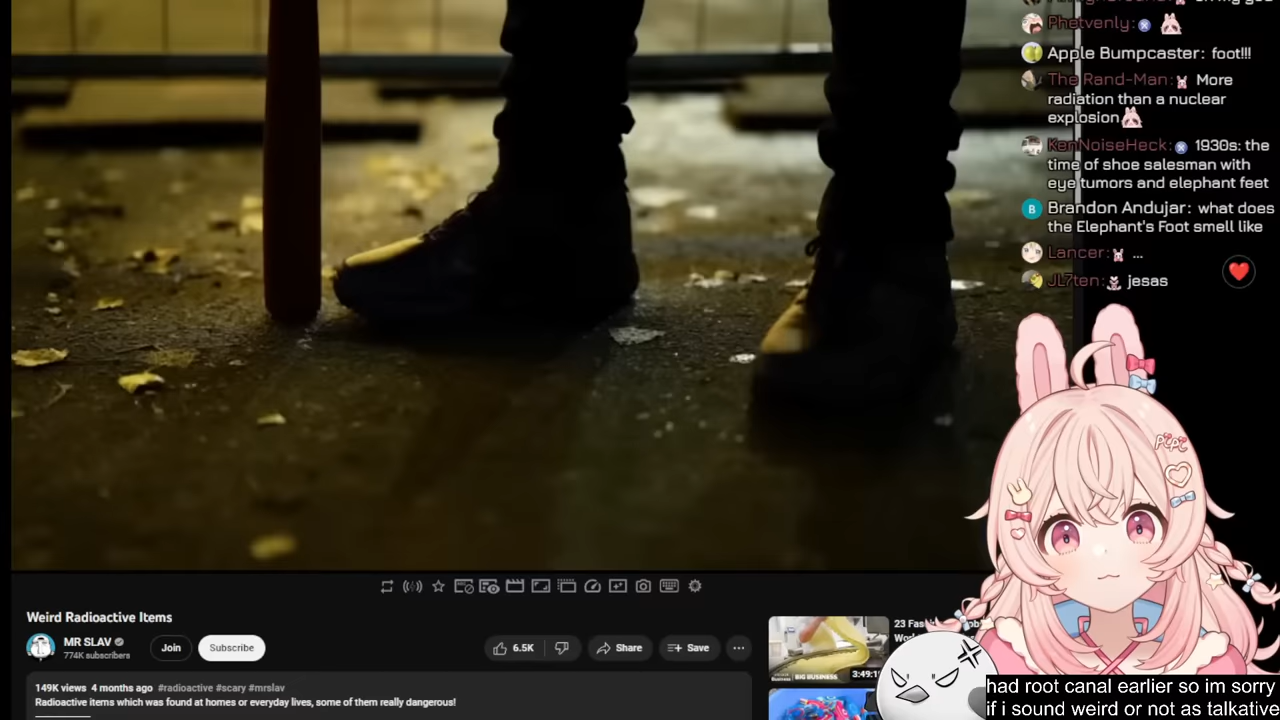 Phetvenly:
Apple Bumpcaster: foot!!!
The Rand-Man: More
radiation than a nuclear
explosion
KenNoiseHeck: 1930s: the
time of shoe salesman with
eye tumors and elephant feet
B Brandon Andujar: what does
the Elephant's Foot smell like
Lancer: ...
JL7ten: jesas
PiPi
Weird Radioactive Items
MR SLAV
774K subscribers
Join
Subscribe
6.5K
Share
Save
149K views 4 months ago #radioactive #scary #mrslav
Radioactive items which was found at homes or everyday lives, some of them really dangerous!
BIG BUSINESS
3:49:1
had root canal earlier so im sorry
if i sound weird or not as talkative